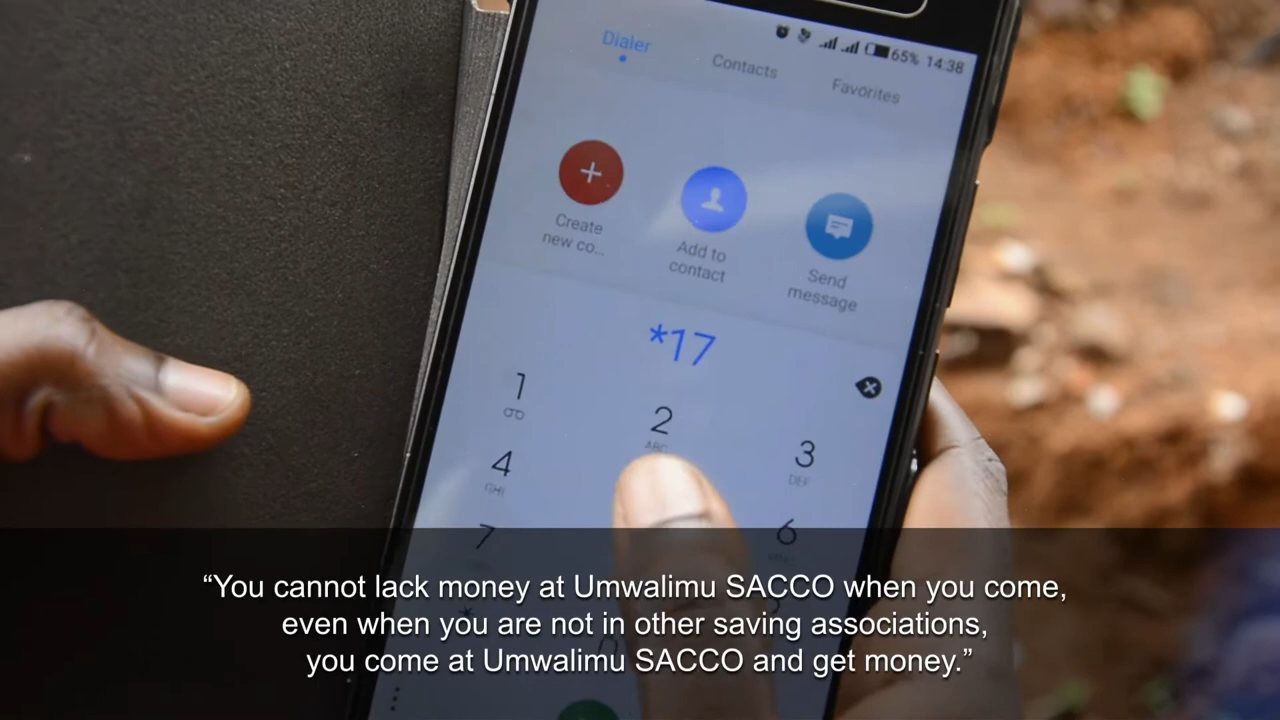 65% 14:38
Dialer
Contacts
Favorites
Create
new co...
Add to
contact
Send
message
*17
1
2
ABC
3
DEF
4
GHI
6
7
*
“You cannot lack money at Umwalimu SACCO when you come,
even when you are not in other saving associations,
you come at Umwalimu SACCO and get money.”